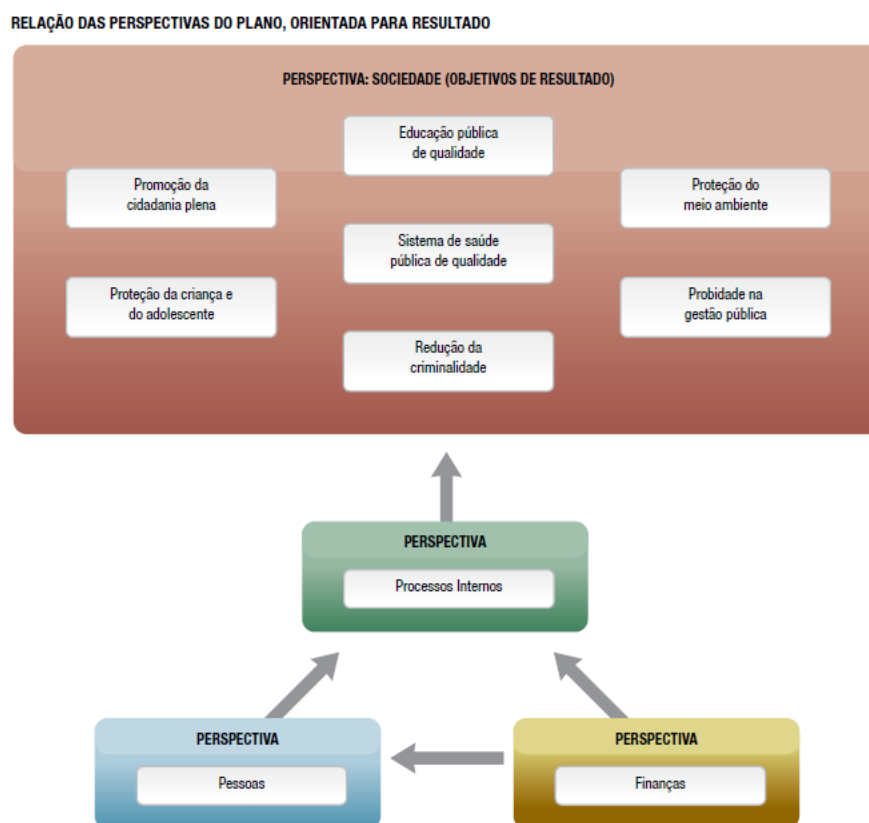 RELAÇÃO DAS PERSPECTIVAS DO PLANO, ORIENTADA PARA RESULTADO
PERSPECTIVA: SOCIEDADE (OBJETIVOS DE RESULTADO)
Educação pública
de qualidade
Promoção da
cidadania plena
Proteção do
meio ambiente
Sistema de saúde
pública de qualidade
Proteção da criança e
do adolescente
Probidade na
gestão pública
Redução da
criminalidade
PERSPECTIVA
Processos Internos
PERSPECTIVA
Pessoas
PERSPECTIVA
Finanças